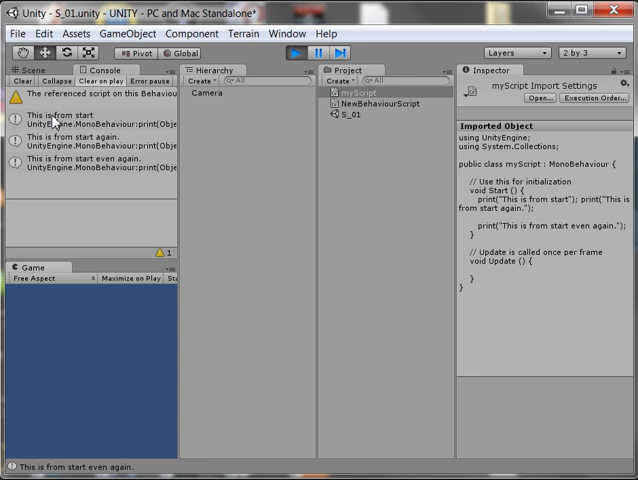 Unity - S_01.unity - UNITY - PC and Mac Standalone*
File Edit Assets GameObject Component Terrain Window Help
Pivot Global Layers 2 by 3
Scene Console Hierarchy Project Inspector
Clear Collapse Clear on play Error pause Create All Create All
myScript Import Settings
Open... Execution Order...
The referenced script on this Behaviou
This is from start
UnityEngine.MonoBehaviour:print(Obje
This is from start again.
UnityEngine.MonoBehaviour:print(Obje
This is from start even again.
UnityEngine.MonoBehaviour:print(Obje
1
Game
Free Aspect Maximize on Play Sta
Camera
myScript
NewBehaviourScript
S_01
Imported Object
using UnityEngine;
using System.Collections;
public class myScript : MonoBehaviour {
// Use this for initialization
void Start () {
print("This is from start"); print("This is
from start again.");
print("This is from start even again.");
}
// Update is called once per frame
void Update () {
}
}
This is from start even again.